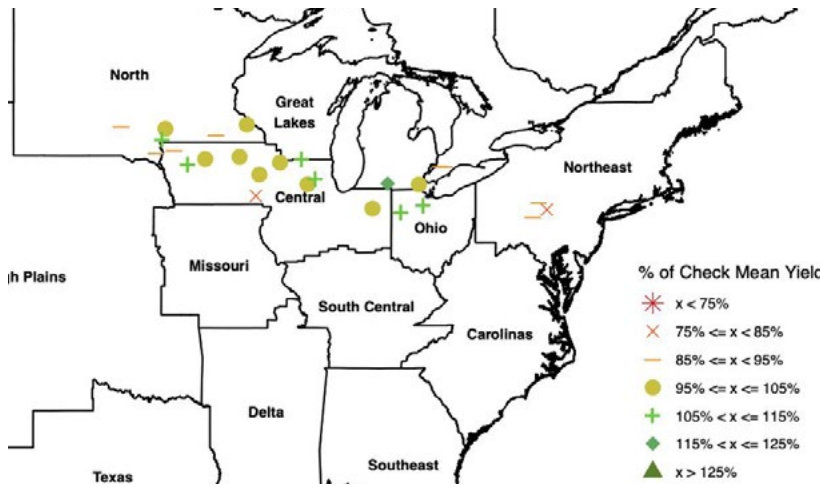 North
Great
Lakes
Northeast
Central
Ohio
Missouri
h Plains
South Central
Carolinas
Delta
Southeast
Texas
% of Check Mean Yield
x < 75%
75% <= x < 85%
85% <= x < 95%
95% <= x <= 105%
105% < x <= 115%
115% < x <= 125%
x > 125%